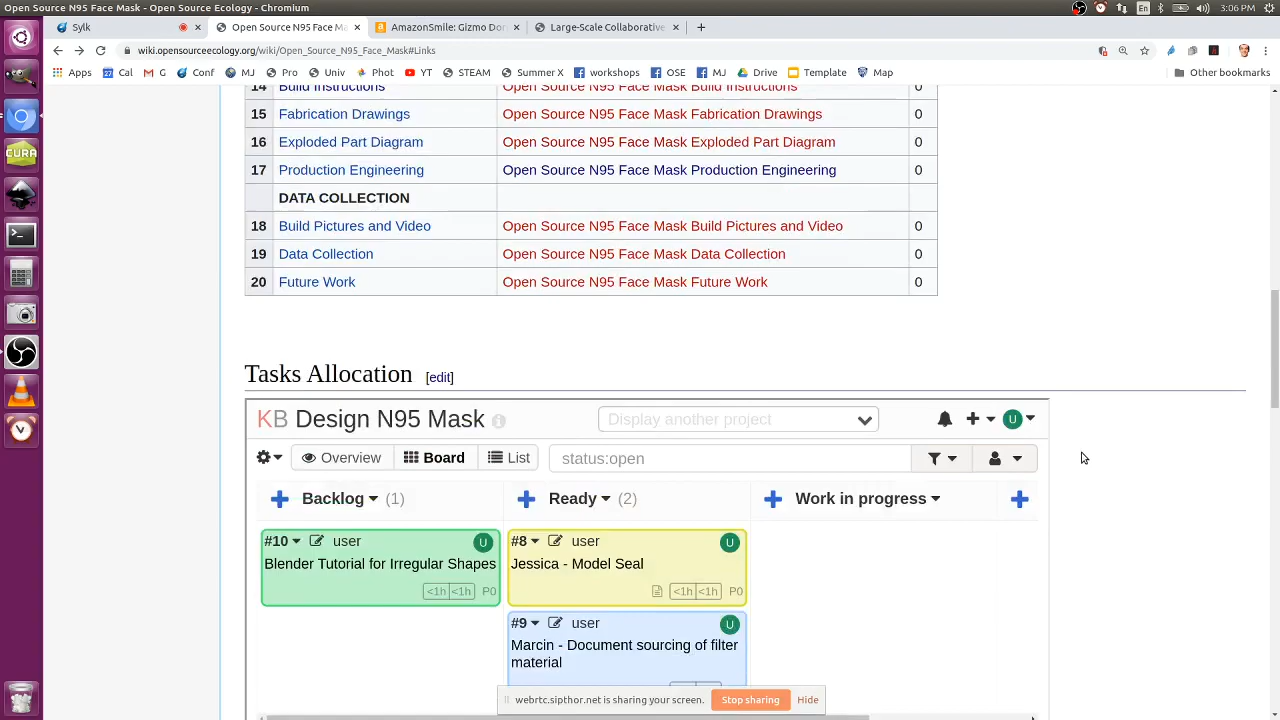 Open Source N95 Face Mask - Open Source Ecology - Chromium
En
3:06 PM
Sylk
Open Source N95 Face Mas
AmazonSmile: Gizmo Dor
Large-Scale Collaborative
wiki.opensourceecology.org/wiki/Open_Source_N95_Face_Mask#Links
Apps
Cal
G
Conf
MJ
Pro
Univ
Phot
YT
STEAM
Summer X
workshops
OSE
MJ
Drive
Template
Map
Other bookmarks
14 Build Instructions Open Source N95 Face Mask Build Instructions 0
15 Fabrication Drawings Open Source N95 Face Mask Fabrication Drawings 0
16 Exploded Part Diagram Open Source N95 Face Mask Exploded Part Diagram 0
17 Production Engineering Open Source N95 Face Mask Production Engineering 0
DATA COLLECTION
18 Build Pictures and Video Open Source N95 Face Mask Build Pictures and Video 0
19 Data Collection Open Source N95 Face Mask Data Collection 0
20 Future Work Open Source N95 Face Mask Future Work 0
Tasks Allocation [edit]
KB Design N95 Mask
Display another project
U
Overview
Board
List
status:open
Backlog (1)
Ready (2)
Work in progress
#10 user U
Blender Tutorial for Irregular Shapes
<1h <1h P0
#8 user U
Jessica - Model Seal
<1h <1h P0
#9 user U
Marcin - Document sourcing of filter
material
webrtc.sipthor.net is sharing your screen.
Stop sharing
Hide
CURA